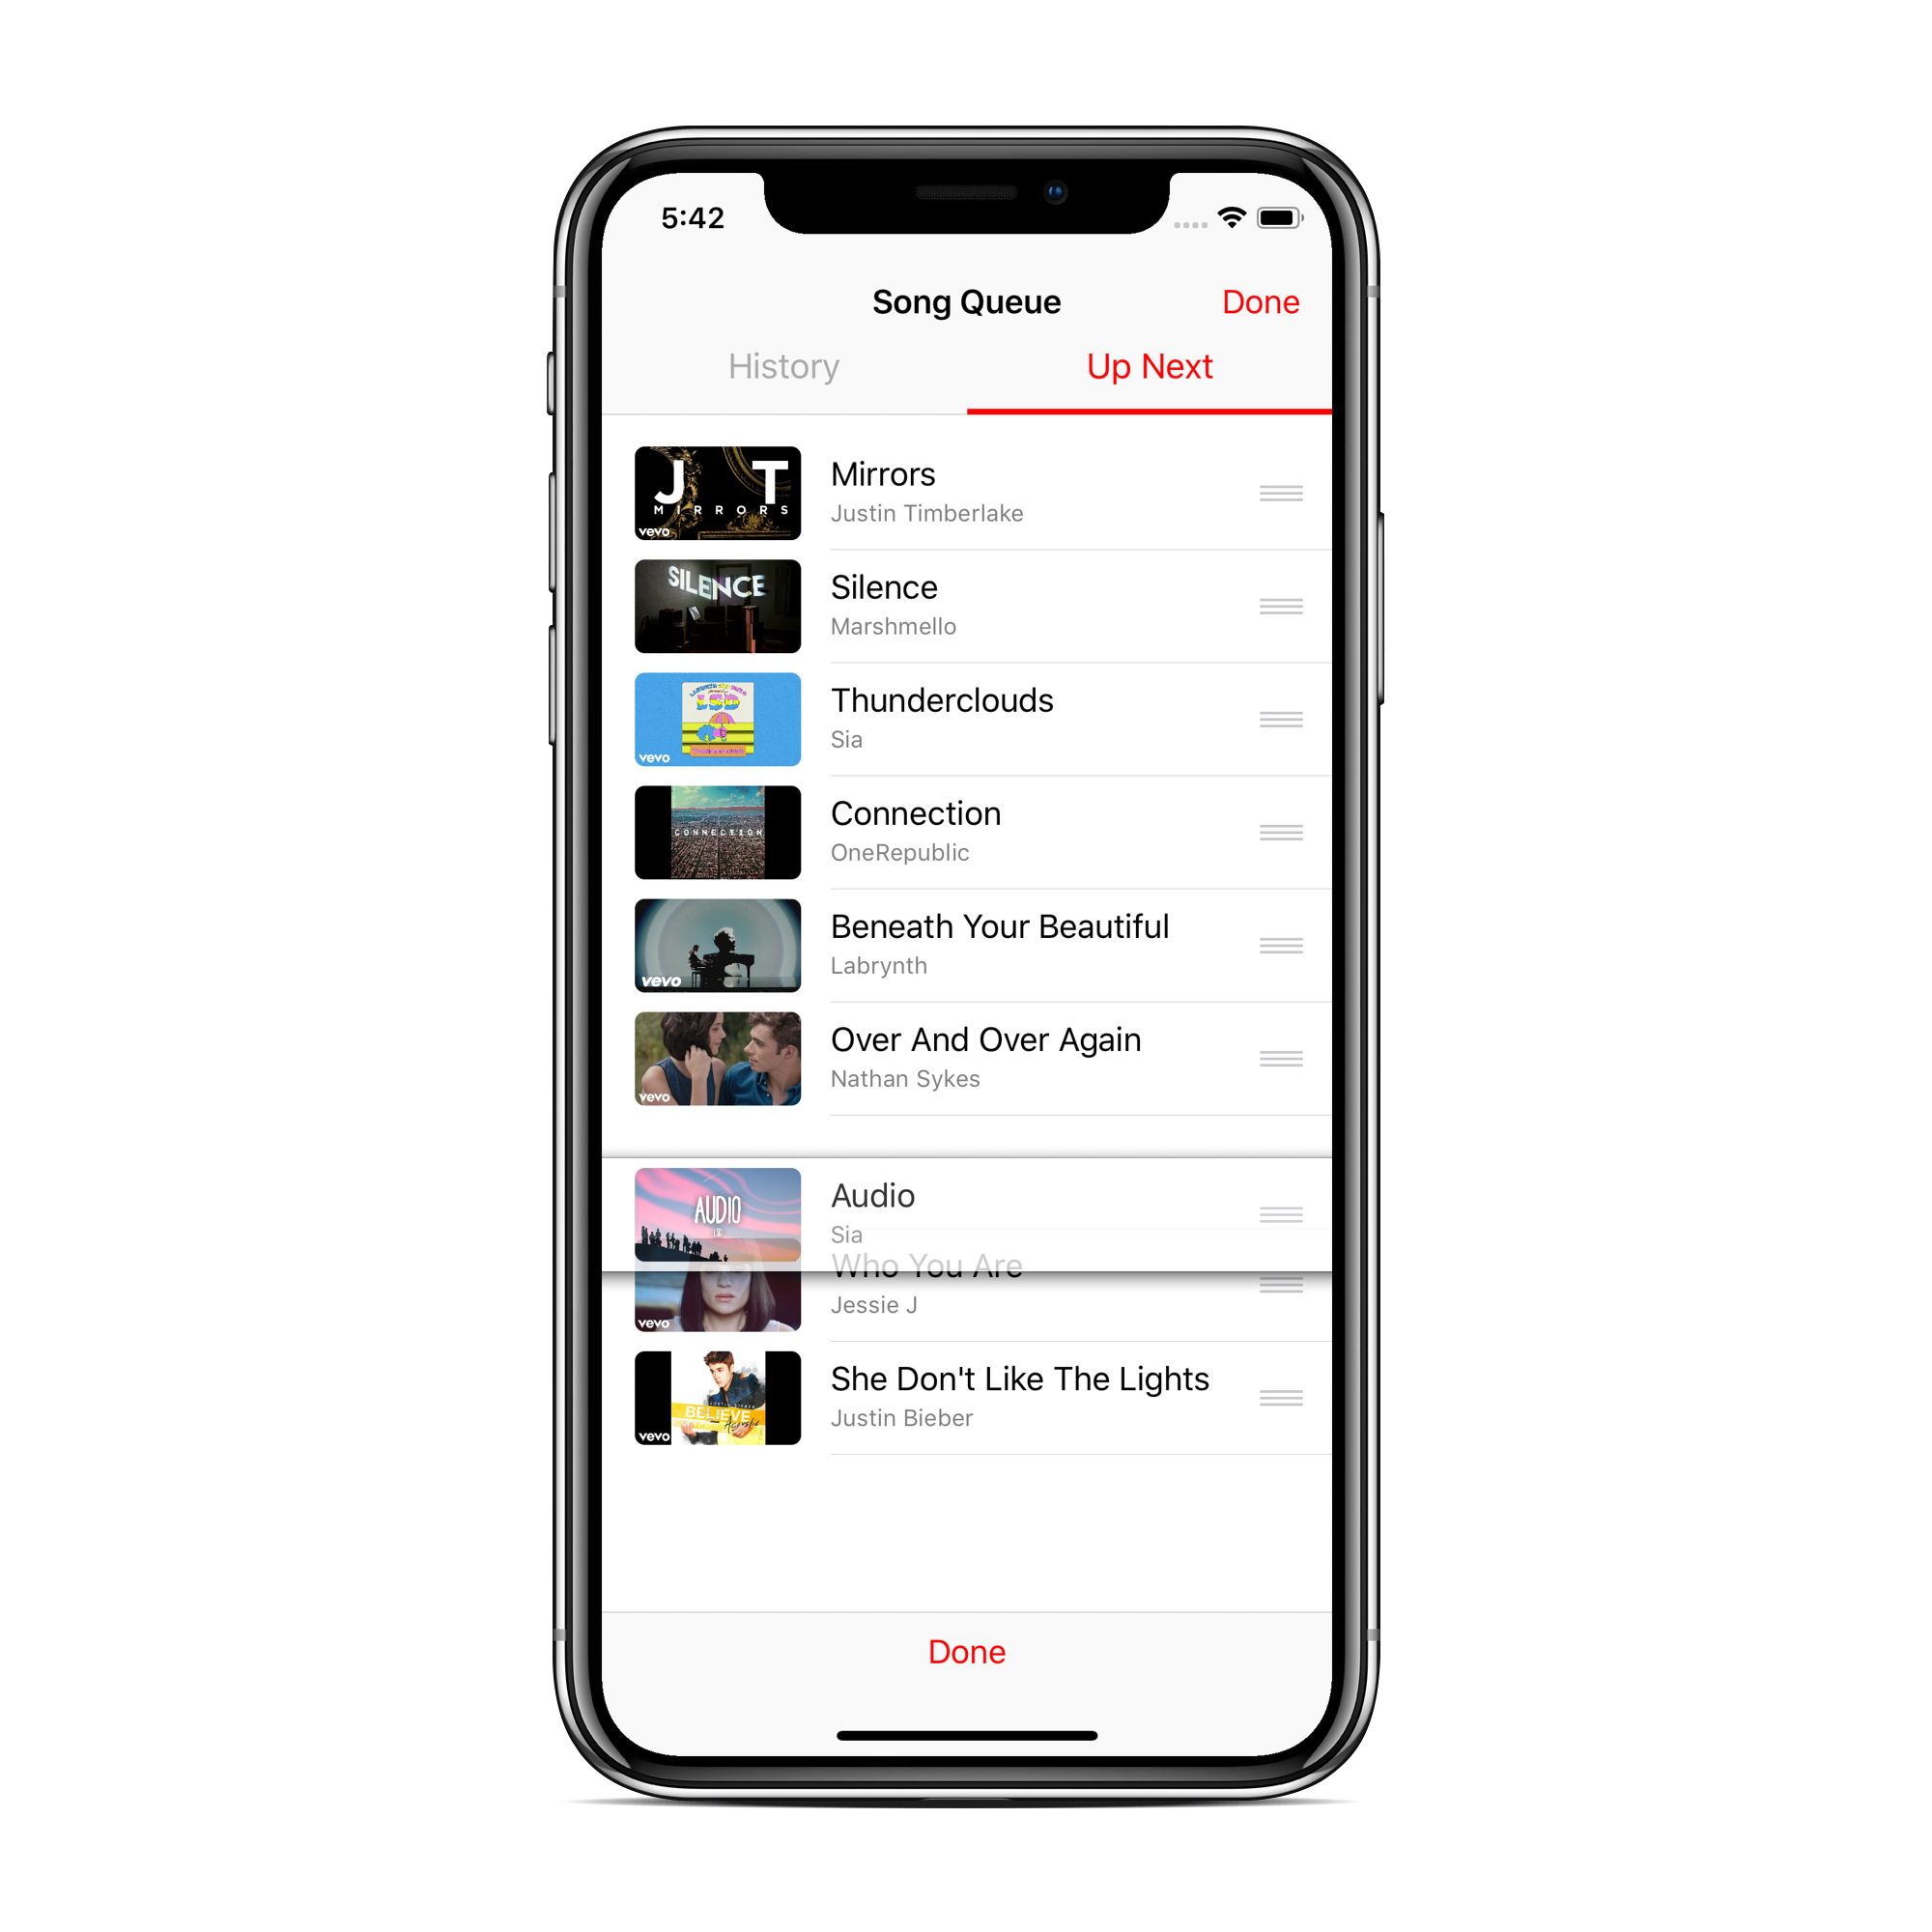 5:42
Song Queue
Done
History
Up Next
J T
MIRRORS
vevo
Mirrors
Justin Timberlake
SILENCE
Silence
Marshmello
LSD
vevo
Thunderclouds
Sia
CONNECTION
Connection
OneRepublic
vevo
Beneath Your Beautiful
Labrynth
vevo
Over And Over Again
Nathan Sykes
AUDIO
Audio
Sia
Who You Are
vevo
Jessie J
BELIEVE
Acoustic
vevo
She Don't Like The Lights
Justin Bieber
Done